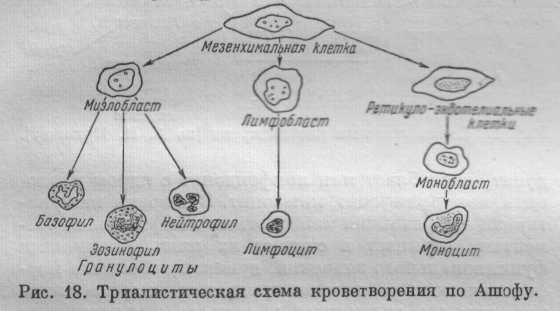 Мезенхимальная клетка
Миэлобласт
Лимфобласт
Ретикуло-эндотелиальные
клетки
Монобласт
Базофил
Эозинофил
Нейтрофил
Лимфоцит
Моноцит
Гранулоциты
Рис. 18. Триалистическая схема кроветворения по Ашофу.